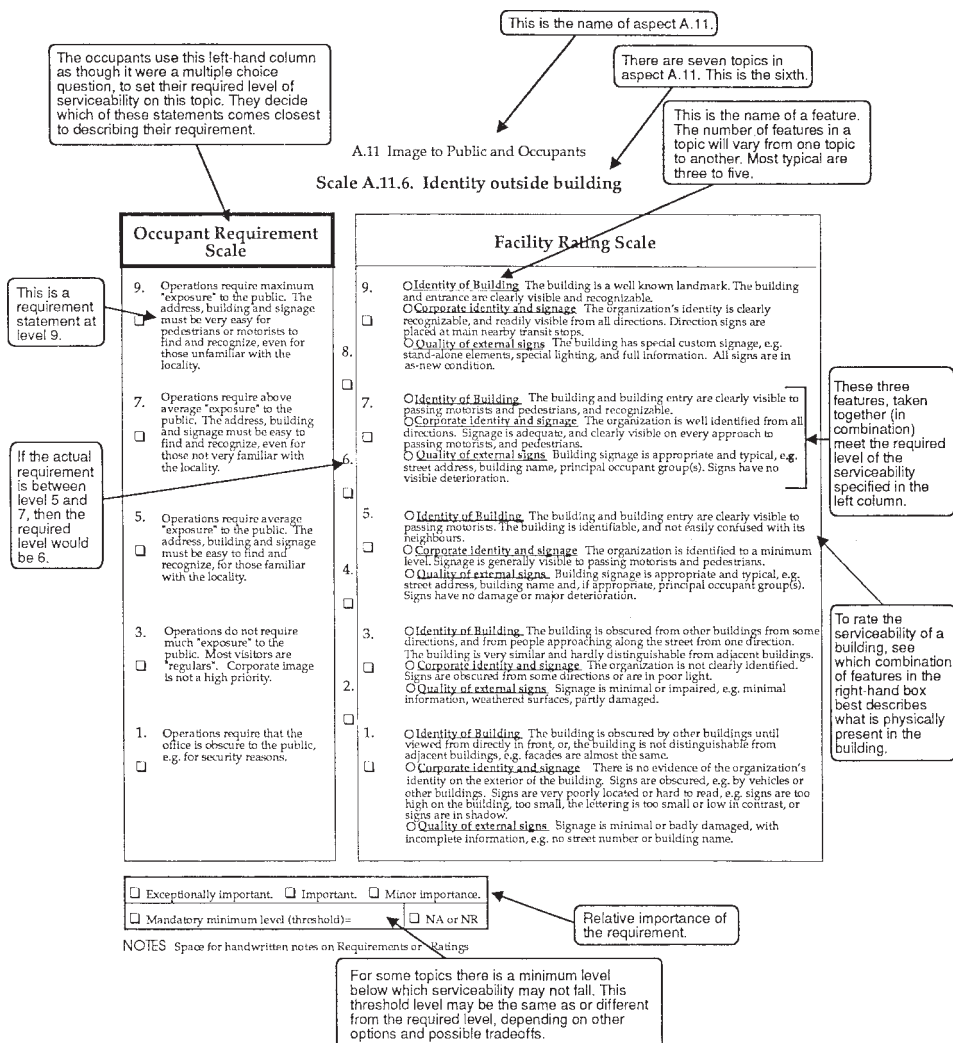 This is the name of aspect A.11.
The occupants use this left-hand column
as though it were a multiple choice
question, to set their required level of
serviceability on this topic. They decide
which of these statements comes closest
to describing their requirement.
There are seven topics in
aspect A.11. This is the sixth.
This is the name of a feature.
The number of features in a
topic will vary from one topic
to another. Most typical are
three to five.
A.11 Image to Public and Occupants
Scale A.11.6. Identity outside building
Occupant Requirement
Scale
Facility Rating Scale
This is a
requirement
statement at
level 9.
9. Operations require maximum
"exposure" to the public. The
address, building and signage
must be very easy for
pedestrians or motorists to
find and recognize, even for
those unfamiliar with the
locality.
8.
9. Identity of Building The building is a well known landmark. The building
and entrance are clearly visible and recognizable.
Corporate identity and signage The organization's identity is clearly
recognizable, and readily visible from all directions. Direction signs are
placed at main nearby transit stops.
Quality of external signs The building has special custom signage, e.g.
stand-alone elements, special lighting, and full information. All signs are in
as-new condition.
7. Operations require above
average "exposure" to the
public. The address, building
and signage must be easy to
find and recognize, even for
those not very familiar with
the locality.
6.
7. Identity of Building The building and building entry are clearly visible to
passing motorists and pedestrians, and recognizable.
Corporate identity and signage The organization is well identified from all
directions. Signage is adequate, and clearly visible on every approach to
passing motorists, and pedestrians.
Quality of external signs Building signage is appropriate and typical, e.g.
street address, building name, principal occupant group(s). Signs have no
visible deterioration.
These three
features, taken
together (in
combination)
meet the required
level of the
serviceability
specified in the
left column.
If the actual
requirement
is between
level 5 and
7, then the
required
level would
be 6.
5. Operations require average
"exposure" to the public. The
address, building and signage
must be easy to find and
recognize, for those familiar
with the locality.
4.
5. Identity of Building The building and building entry are clearly visible to
passing motorists. The building is identifiable, and not easily confused with its
neighbours.
Corporate identity and signage The organization is identified to a minimum
level. Signage is generally visible to passing motorists and pedestrians.
Quality of external signs Building signage is appropriate and typical, e.g.
street address, building name and, if appropriate, principal occupant group(s).
Signs have no damage or major deterioration.
3. Operations do not require
much "exposure" to the
public. Most visitors are
"regulars". Corporate image
is not a high priority.
2.
3. Identity of Building The building is obscured from other buildings from some
directions, and from people approaching along the street from one direction.
The building is very similar and hardly distinguishable from adjacent buildings.
Corporate identity and signage The organization is not clearly identified.
Signs are obscured from some directions or are in poor light.
Quality of external signs Signage is minimal or impaired, e.g. minimal
information, weathered surfaces, partly damaged.
To rate the
serviceability of a
building, see
which combination
of features in the
right-hand box
best describes
what is physically
present in the
building.
1. Operations require that the
office is obscure to the public,
e.g. for security reasons.
1. Identity of Building The building is obscured by other buildings until
viewed from directly in front, or, the building is not distinguishable from
adjacent buildings, e.g. facades are almost the same.
Corporate identity and signage There is no evidence of the organization's
identity on the exterior of the building. Signs are obscured, e.g. by vehicles or
other buildings. Signs are very poorly located or hard to read, e.g. signs are too
high on the building, too small, the lettering is too small or low in contrast, or
signs are in shadow.
Quality of external signs Signage is minimal or badly damaged, with
incomplete information, e.g. no street number or building name.
Exceptionally important. Important. Minor importance.
Mandatory minimum level (threshold)= NA or NR
Relative importance of
the requirement.
NOTES Space for handwritten notes on Requirements or Ratings
For some topics there is a minimum level
below which serviceability may not fall. This
threshold level may be the same as or different
from the required level, depending on other
options and possible tradeoffs.